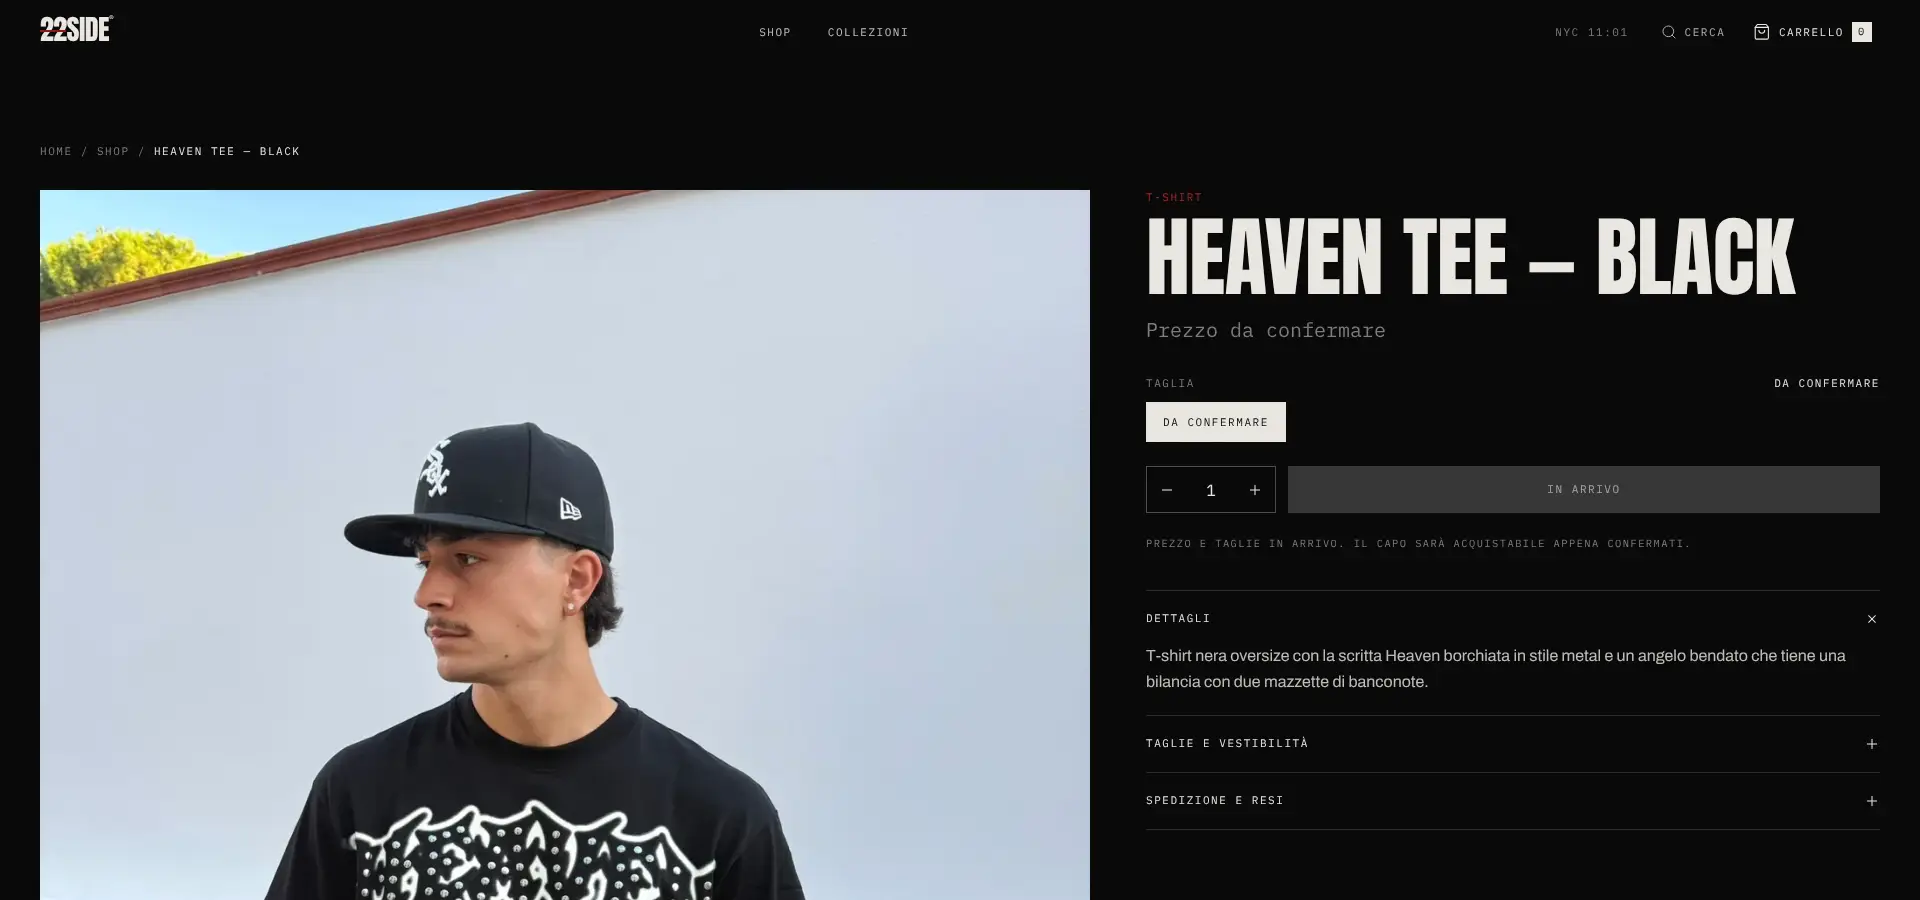 22SIDE®
SHOP
COLLEZIONI
NYC 11:01
CERCA
CARRELLO 0
HOME / SHOP / HEAVEN TEE — BLACK
T-SHIRT
HEAVEN TEE — BLACK
Prezzo da confermare
TAGLIA
DA CONFERMARE
DA CONFERMARE
− 1 +
IN ARRIVO
PREZZO E TAGLIE IN ARRIVO. IL CAPO SARÀ ACQUISTABILE APPENA CONFERMATI.
DETTAGLI
T-shirt nera oversize con la scritta Heaven borchiata in stile metal e un angelo bendato che tiene una
bilancia con due mazzette di banconote.
TAGLIE E VESTIBILITÀ
SPEDIZIONE E RESI
Sox